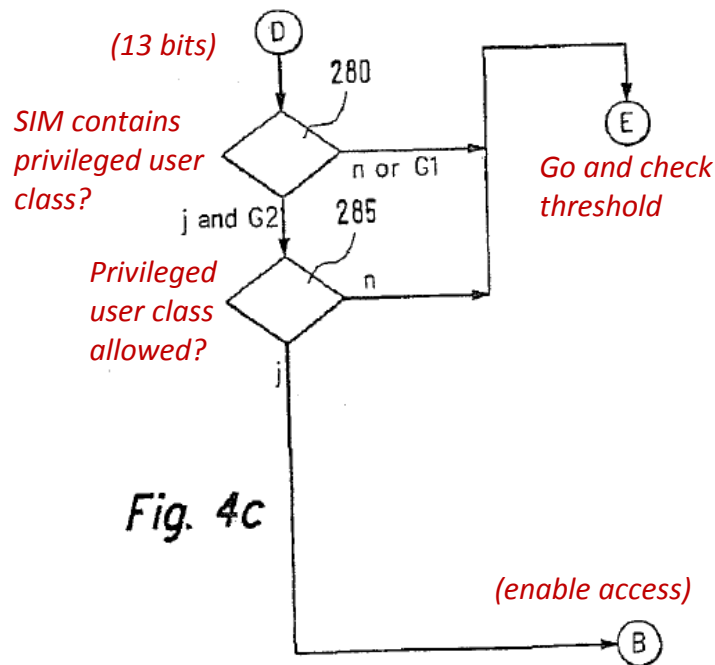 D
(13 bits)
280
SIM contains
privileged user
class?
n or G1
E
Go and check
threshold
j and G2
285
Privileged
user class
allowed?
n
j
Fig. 4c
(enable access)
B